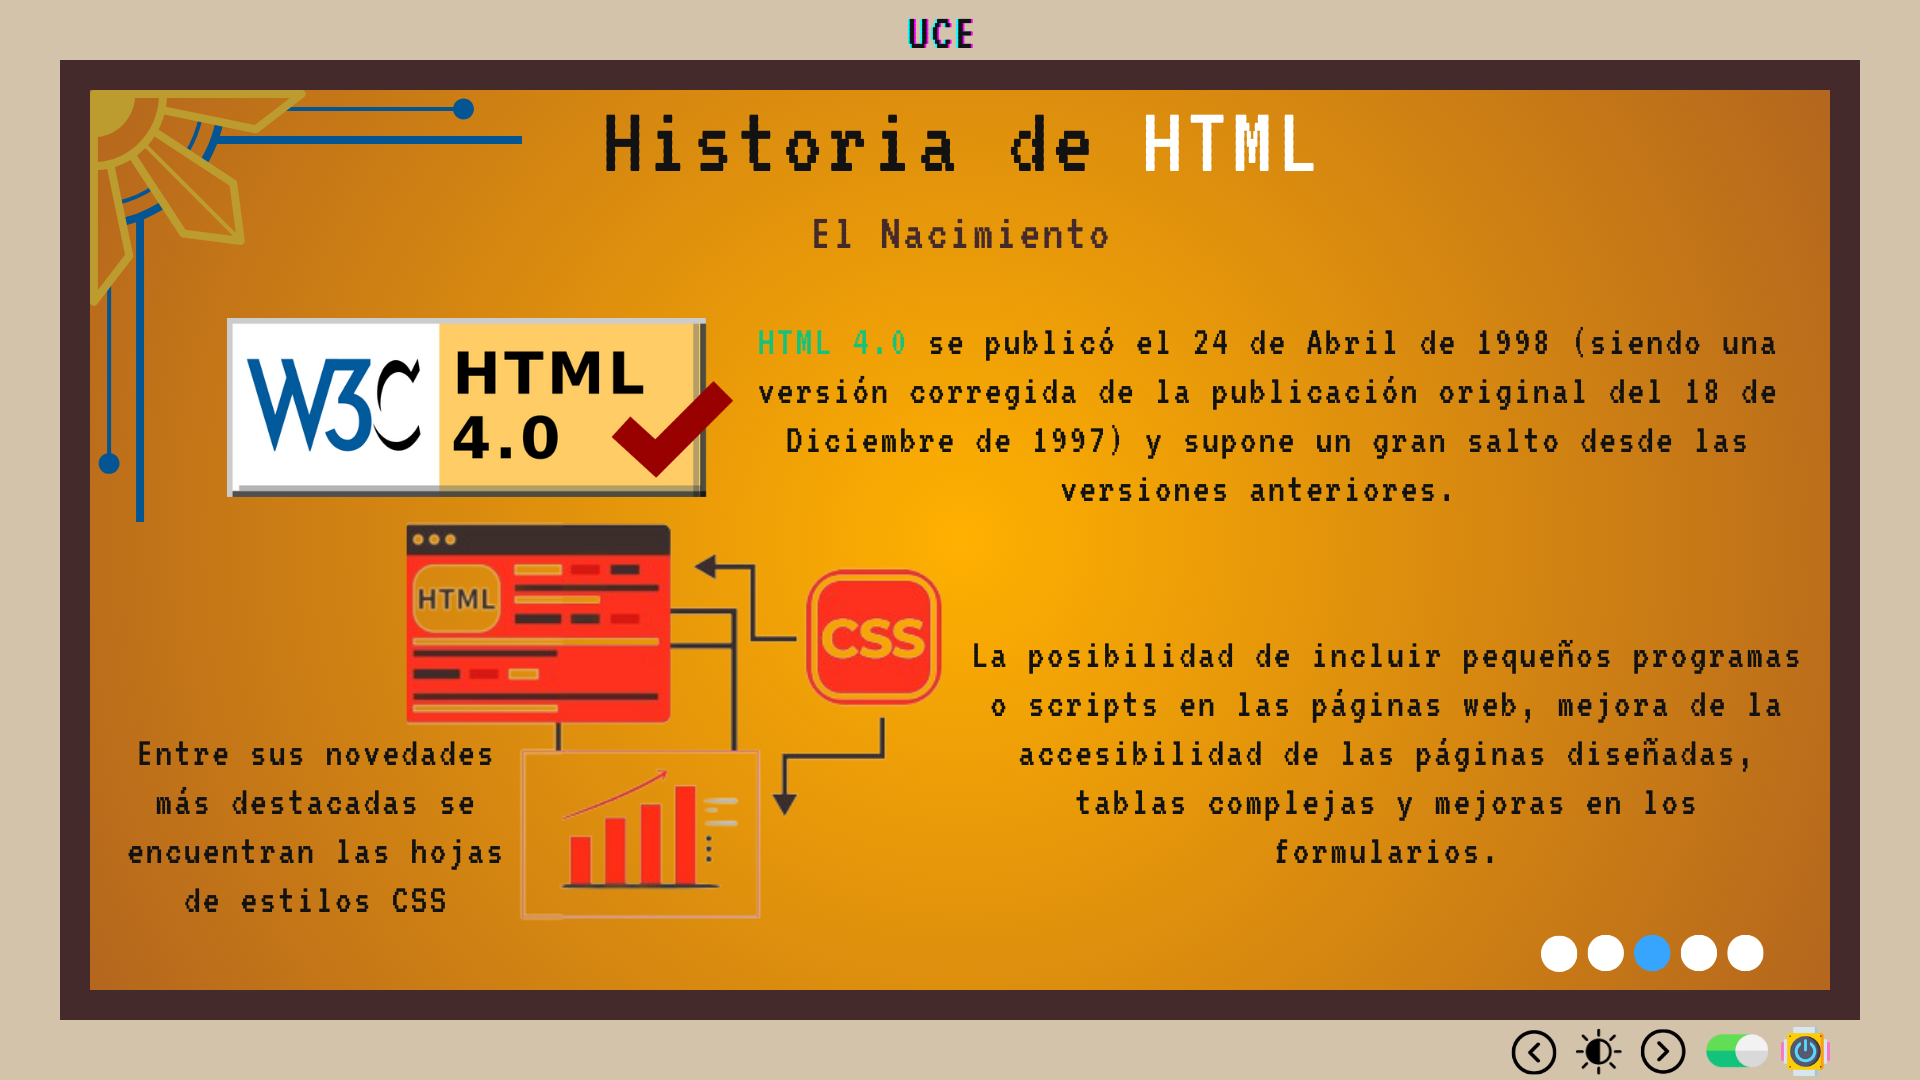 UCE
Historia de HTML
El Nacimiento
W3C
HTML
4.0
HTML 4.0 se publicó el 24 de Abril de 1998 (siendo una
versión corregida de la publicación original del 18 de
Diciembre de 1997) y supone un gran salto desde las
versiones anteriores.
HTML
CSS
Entre sus novedades
más destacadas se
encuentran las hojas
de estilos CSS
La posibilidad de incluir pequeños programas
o scripts en las páginas web, mejora de la
accesibilidad de las páginas diseñadas,
tablas complejas y mejoras en los
formularios.